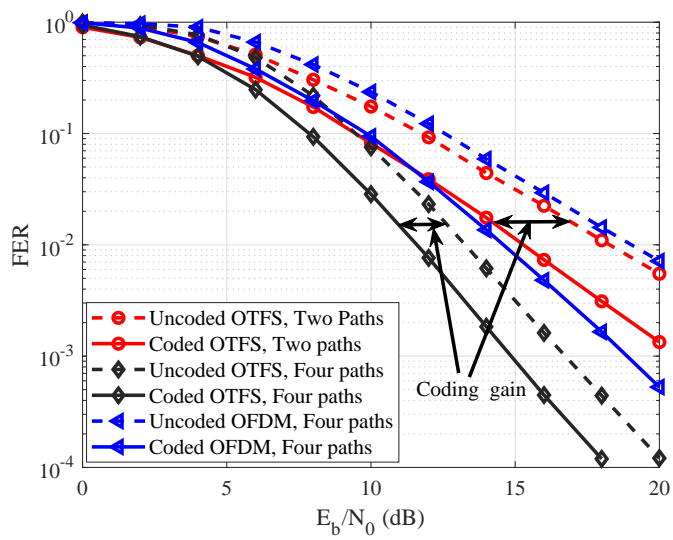 10^0
10^-1
10^-2
10^-3
10^-4
FER
Uncoded OTFS, Two Paths
Coded OTFS, Two paths
Uncoded OTFS, Four paths
Coded OTFS, Four paths
Uncoded OFDM, Four paths
Coded OFDM, Four paths
Coding gain
0 5 10 15 20
E_b/N_0 (dB)